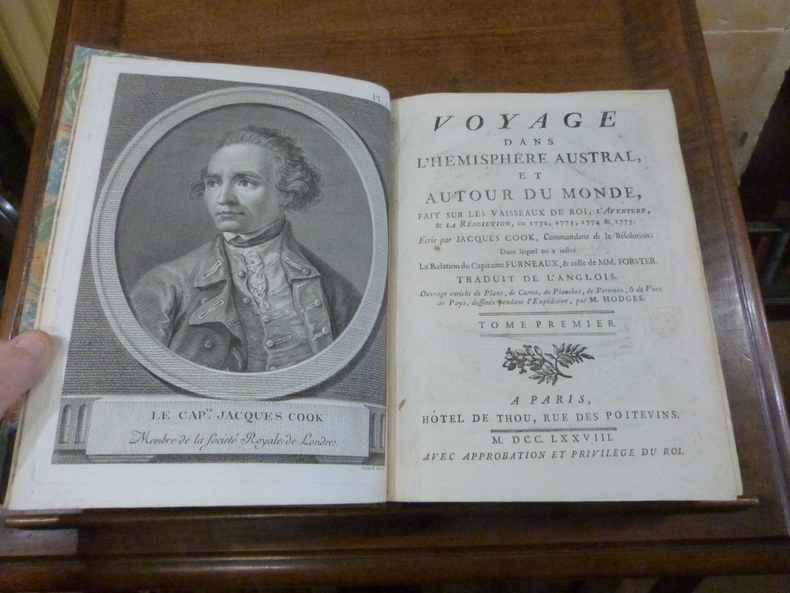 Pl.
LE CAP.NE JACQUES COOK
Membre de la Société Royale de Londres.
VOYAGE
DANS
L'HÉMISPHÈRE AUSTRAL,
ET
AUTOUR DU MONDE,
FAIT SUR LES VAISSEAUX DE ROI, L'AVENTURE,
& LA RÉSOLUTION, en 1772, 1773, 1774 & 1775.
Ecrit par JACQUES COOK, Commandant de la Résolution;
Dans lequel on a inséré
La Relation du Capitaine FURNEAUX, & celle de MM. FORSTER.
TRADUIT DE L'ANGLOIS.
Ouvrage enrichi de Plans, de Cartes, de Planches, de Portraits, & de Vues
de Pays, dessinés pendant l'Expédition, par M. HODGES.
TOME PREMIER.
A PARIS,
HÔTEL DE THOU, RUE DES POITEVINS.
M. DCC. LXXVIII.
AVEC APPROBATION ET PRIVILÉGE DU ROI.